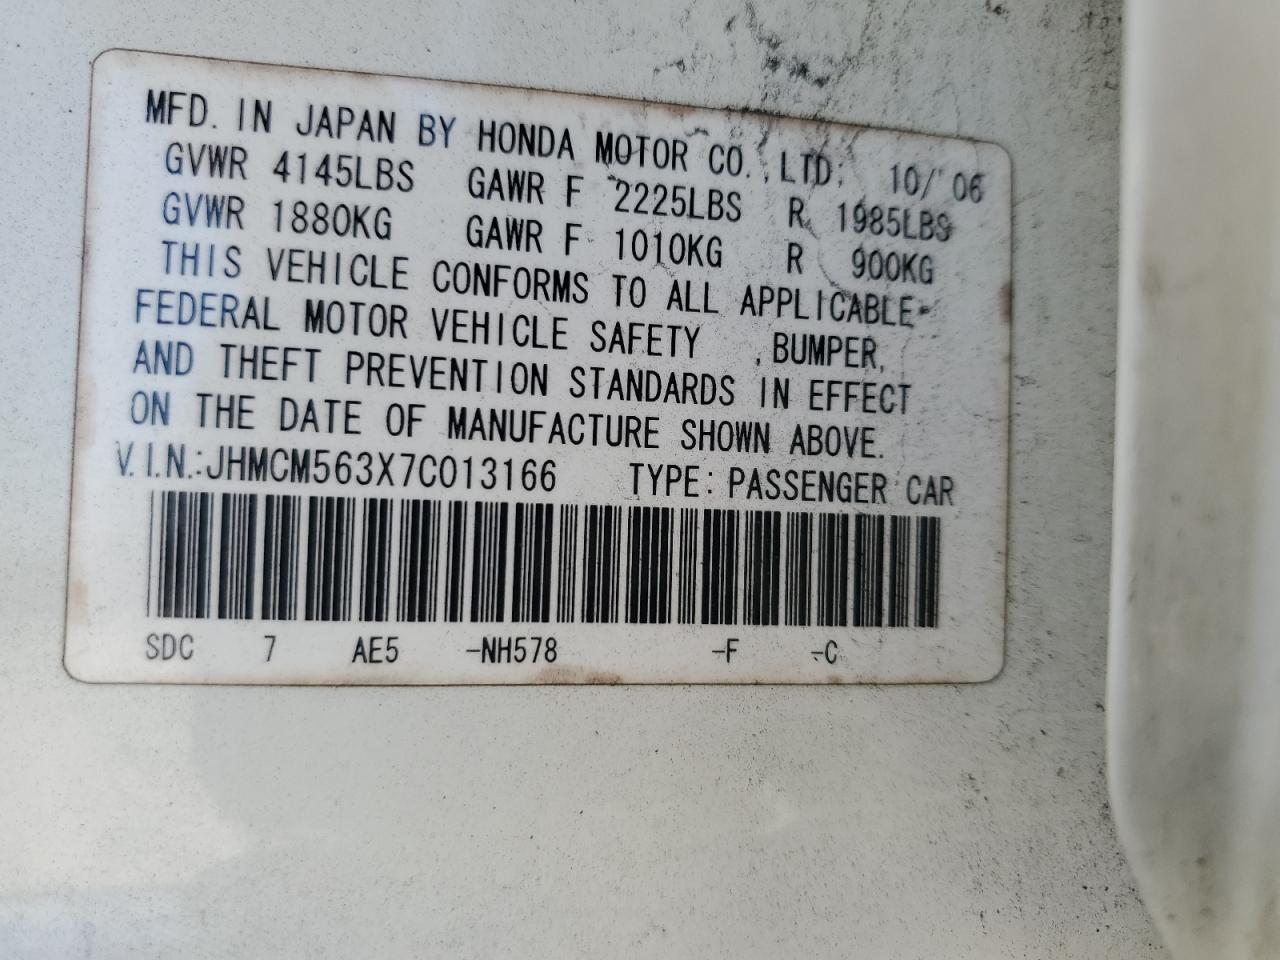 MFD. IN JAPAN BY HONDA MOTOR CO., LTD. 10/ 06
GVWR 4145LBS GAWR F 2225LBS R 1985LBS
GVWR 1880KG GAWR F 1010KG R 900KG
THIS VEHICLE CONFORMS TO ALL APPLICABLE
FEDERAL MOTOR VEHICLE SAFETY , BUMPER,
AND THEFT PREVENTION STANDARDS IN EFFECT
ON THE DATE OF MANUFACTURE SHOWN ABOVE.
V.I.N.:JHMCM563X7C013166 TYPE: PASSENGER CAR
SDC 7 AE5 -NH578 -F -C